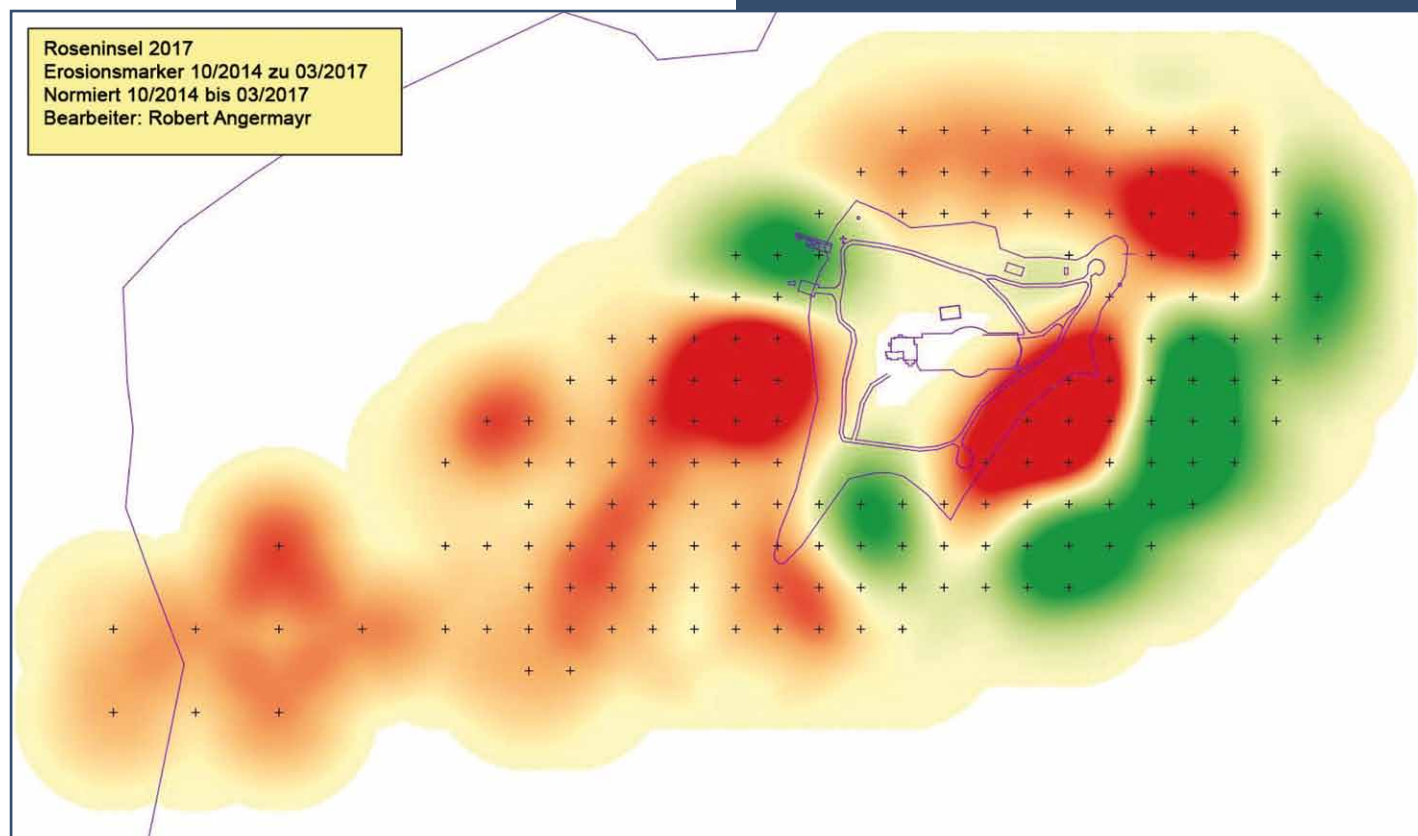 Roseninsel 2017
Erosionsmarker 10/2014 zu 03/2017
Normiert 10/2014 bis 03/2017
Bearbeiter: Robert Angermayr